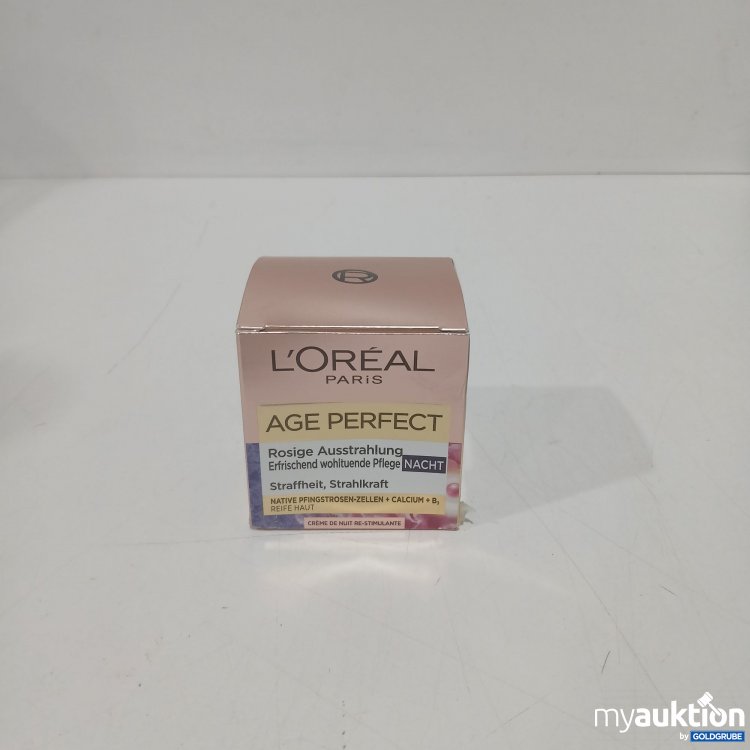 L'ORÉAL
PARiS
AGE PERFECT
Rosige Ausstrahlung
Erfrischend wohltuende Pflege NACHT
Straffheit, Strahlkraft
NATIVE PFINGSTROSEN-ZELLEN + CALCIUM + B₅
REIFE HAUT
CRÈME DE NUIT RE-STIMULANTE
myauktion
by GOLDGRUBE